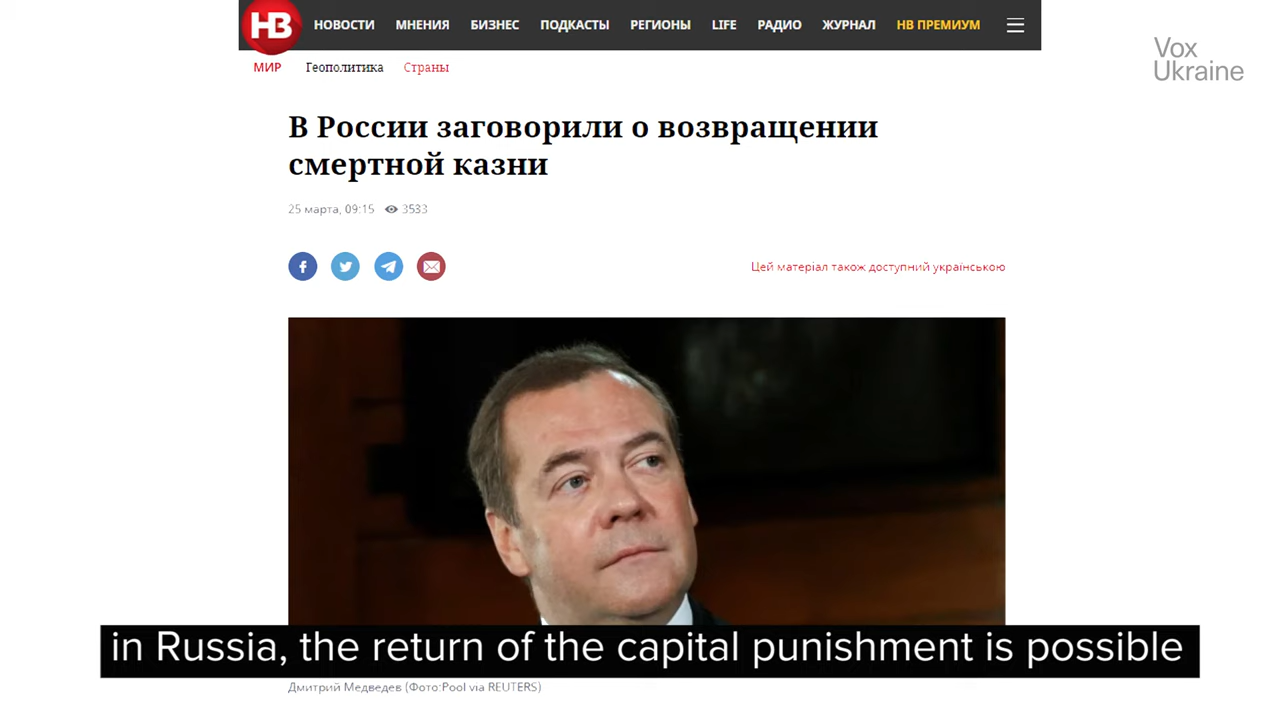 НВ
НОВОСТИ МНЕНИЯ БИЗНЕС ПОДКАСТЫ РЕГИОНЫ LIFE РАДИО ЖУРНАЛ НВ ПРЕМИУМ
Vox
Ukraine
МИР Геополитика Страны
В России заговорили о возвращении
смертной казни
25 марта, 09:15 3533
Цей матеріал також доступний українською
in Russia, the return of the capital punishment is possible
Дмитрий Медведев (Фото:Pool via REUTERS)